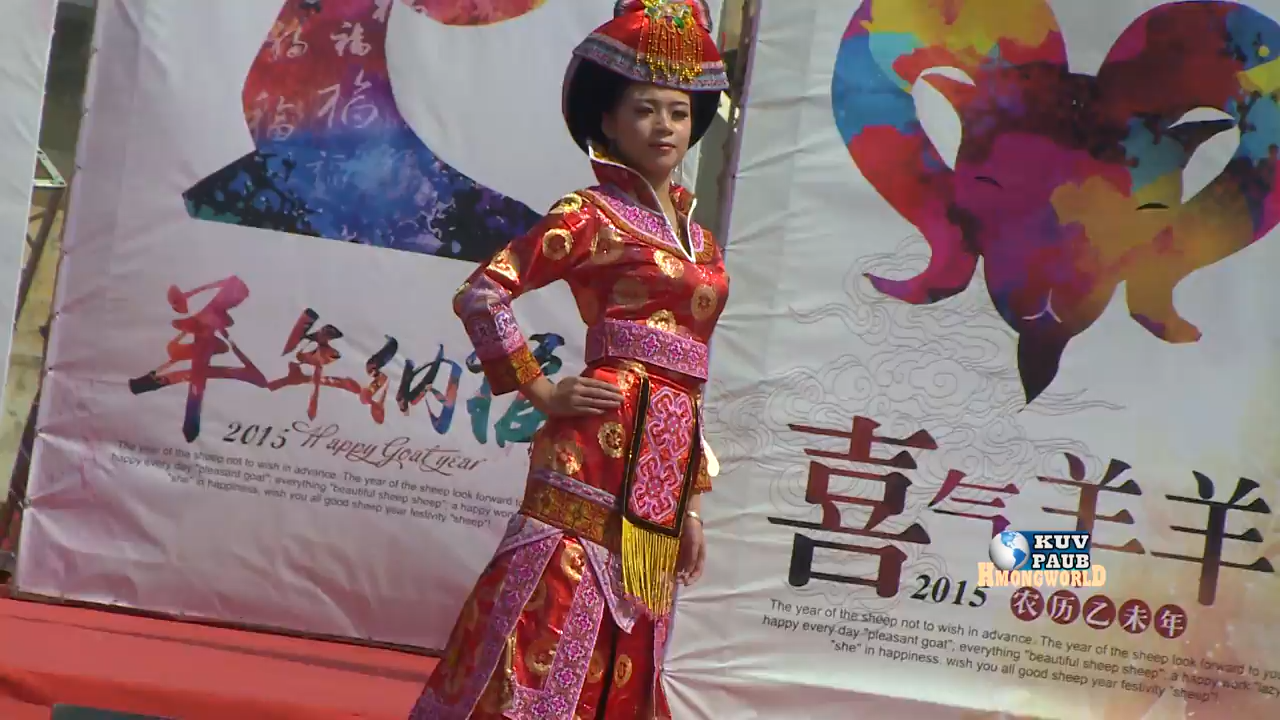 福 福
福 福
福
羊年纳福
2015 Happy Goat year
The year of the sheep not to wish in advance. The year of the sheep look forward to
happy every day "pleasant goat"; everything "beautiful sheep sheep"; a happy work
"she" in happiness, wish you all good sheep year festivity "sheep"!
喜气羊羊
2015 农历乙未年
The year of the sheep not to wish in advance. The year of the sheep look forward to you
happy every day "pleasant goat"; everything "beautiful sheep sheep"; a happy work "lazy
"she" in happiness, wish you all good sheep year festivity "sheep"!
KUV
PAUB
HMONGWORLD